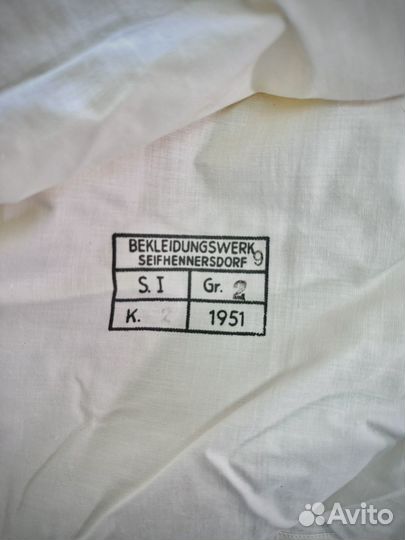 BEKLEIDUNGSWERK 9
SEIFHENNERSDORF
S. I Gr. 2
K. 2 1951
Avito